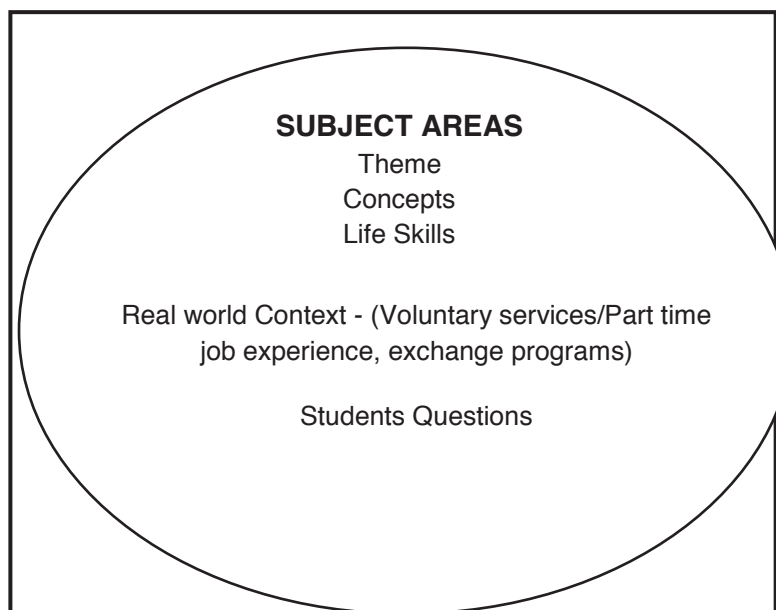 SUBJECT AREAS
Theme
Concepts
Life Skills
Real world Context - (Voluntary services/Part time
job experience, exchange programs)
Students Questions